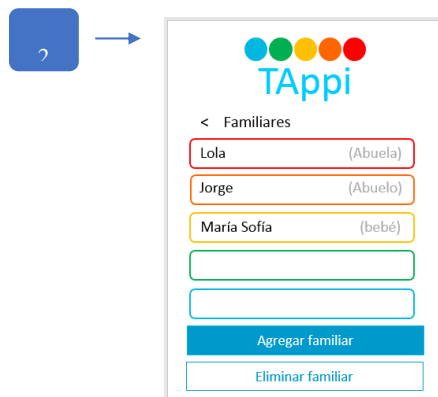 2
TAppi
< Familiares
Lola (Abuela)
Jorge (Abuelo)
María Sofía (bebé)
Agregar familiar
Eliminar familiar